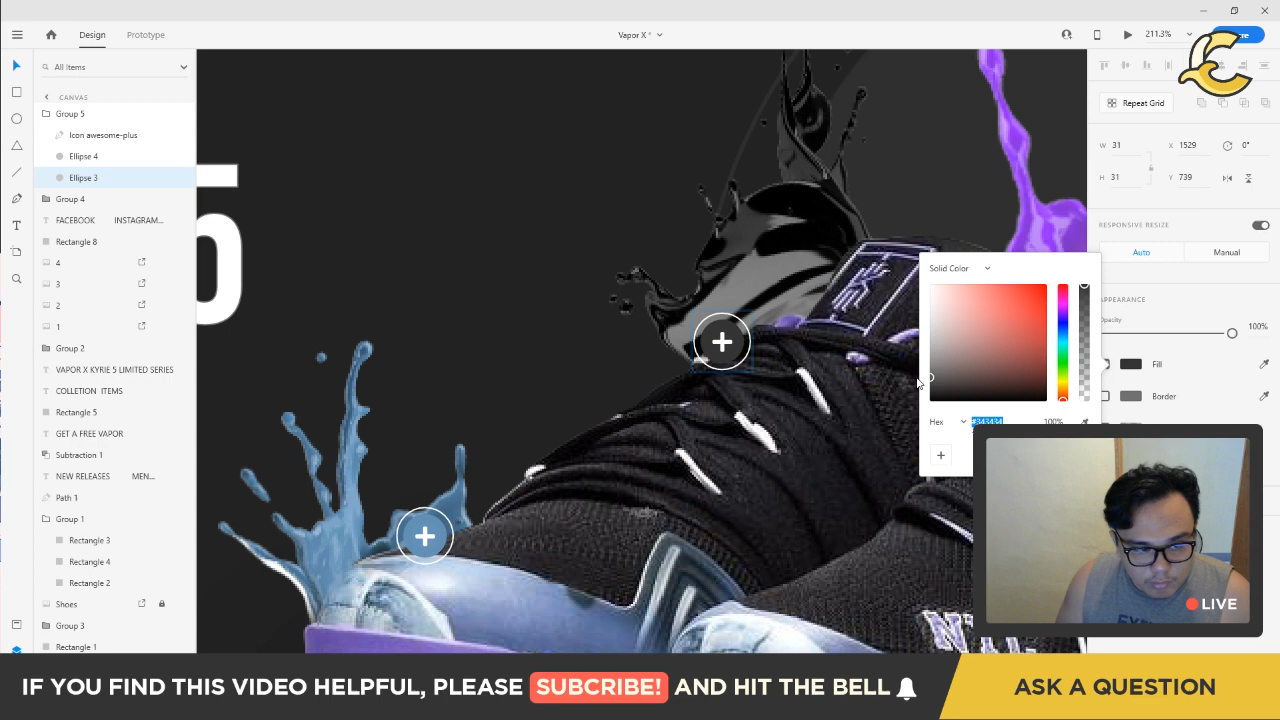 Design
Prototype
Vapor X *
211.3%
All Items
CANVAS
Group 5
Icon awesome-plus
Ellipse 4
Ellipse 3
Group 4
FACEBOOK INSTAGRAM...
Rectangle 8
4
3
2
1
Group 2
VAPOR X KYRIE 5 LIMITED SERIES
COLLETION ITEMS
Rectangle 5
GET A FREE VAPOR
Subtraction 1
NEW RELEASES MEN...
Path 1
Group 1
Rectangle 3
Rectangle 4
Rectangle 2
Shoes
Group 3
Rectangle 1
Repeat Grid
W 31 X 1529 0°
H 31 Y 739
RESPONSIVE RESIZE
Auto Manual
APPEARANCE
Opacity
100%
Fill
Border
Solid Color
Hex #343434 100%
LIVE
IF YOU FIND THIS VIDEO HELPFUL, PLEASE SUBCRIBE! AND HIT THE BELL
ASK A QUESTION